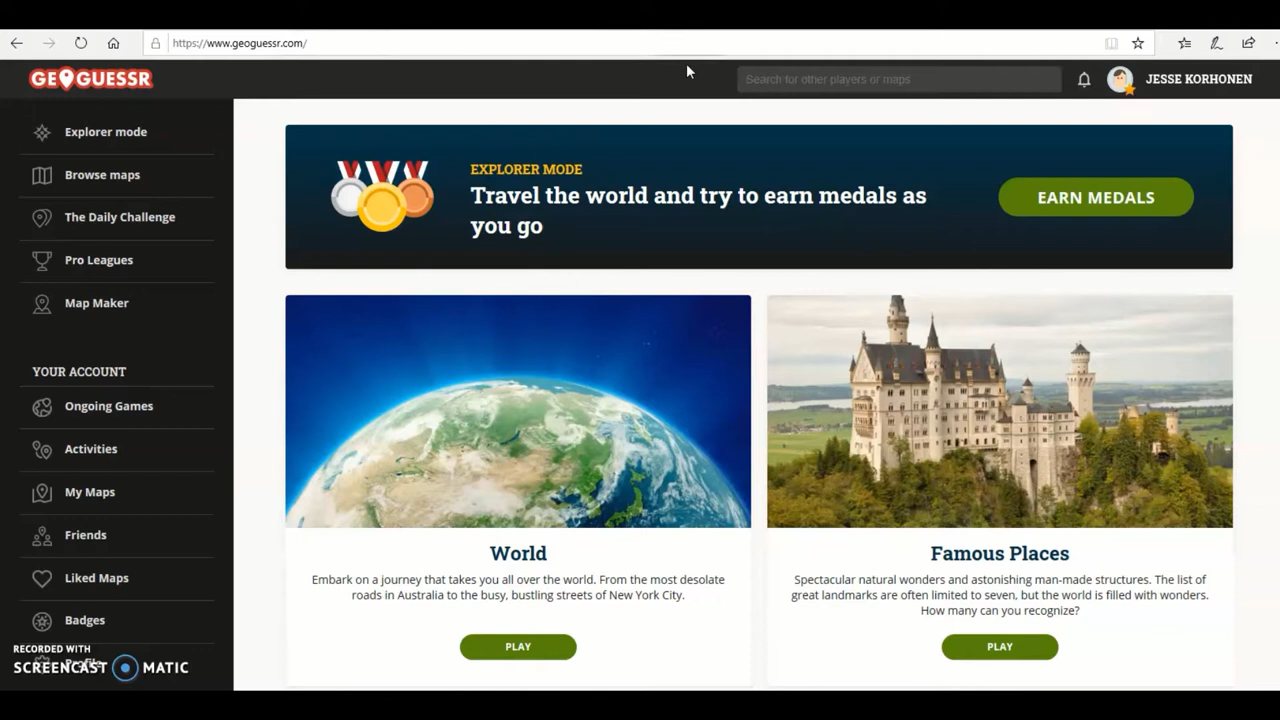 https://www.geoguessr.com/
GEOGUESSR
Search for other players or maps
JESSE KORHONEN
Explorer mode
Browse maps
The Daily Challenge
Pro Leagues
Map Maker
YOUR ACCOUNT
Ongoing Games
Activities
My Maps
Friends
Liked Maps
Badges
Profile
RECORDED WITH
SCREENCAST MATIC
EXPLORER MODE
Travel the world and try to earn medals as
you go
EARN MEDALS
World
Embark on a journey that takes you all over the world. From the most desolate
roads in Australia to the busy, bustling streets of New York City.
PLAY
Famous Places
Spectacular natural wonders and astonishing man-made structures. The list of
great landmarks are often limited to seven, but the world is filled with wonders.
How many can you recognize?
PLAY